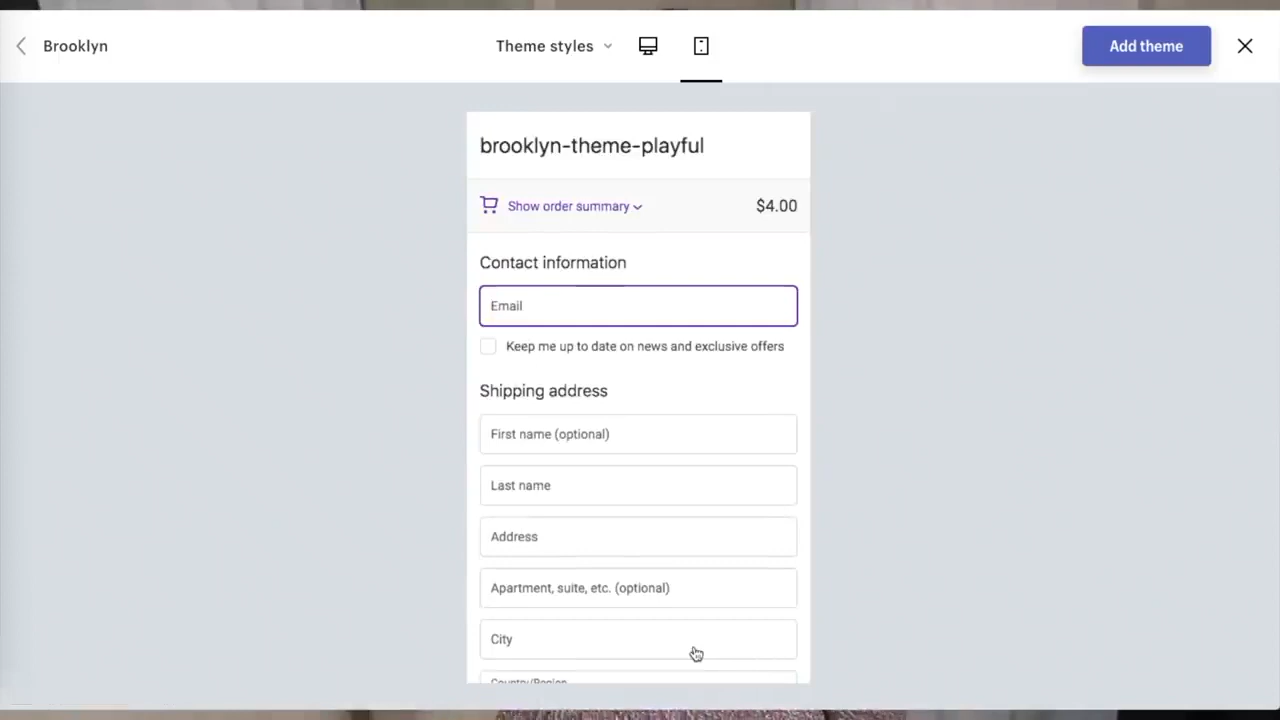 Brooklyn
Theme styles
Add theme
brooklyn-theme-playful
Show order summary
$4.00
Contact information
Email
Keep me up to date on news and exclusive offers
Shipping address
First name (optional)
Last name
Address
Apartment, suite, etc. (optional)
City
Country/Region